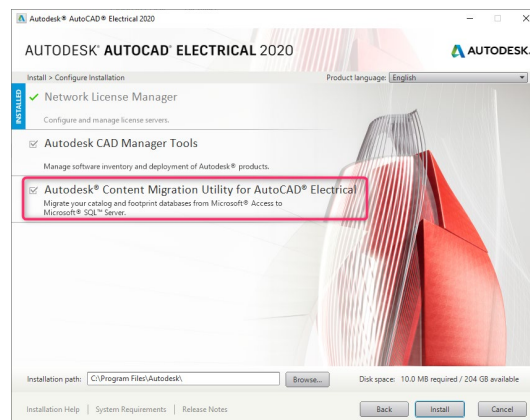 Autodesk® AutoCAD® Electrical 2020
AUTODESK® AUTOCAD® ELECTRICAL 2020
AUTODESK.
Install > Configure Installation
Product language: English
INSTALLED
Network License Manager
Configure and manage license servers.
Autodesk CAD Manager Tools
Manage software inventory and deployment of Autodesk® products.
Autodesk® Content Migration Utility for AutoCAD® Electrical
Migrate your catalog and footprint databases from Microsoft® Access to
Microsoft® SQL™ Server.
Installation path: C:\Program Files\Autodesk\ Browse... Disk space: 10.0 MB required / 204 GB available
Installation Help | System Requirements | Release Notes Back Install Cancel